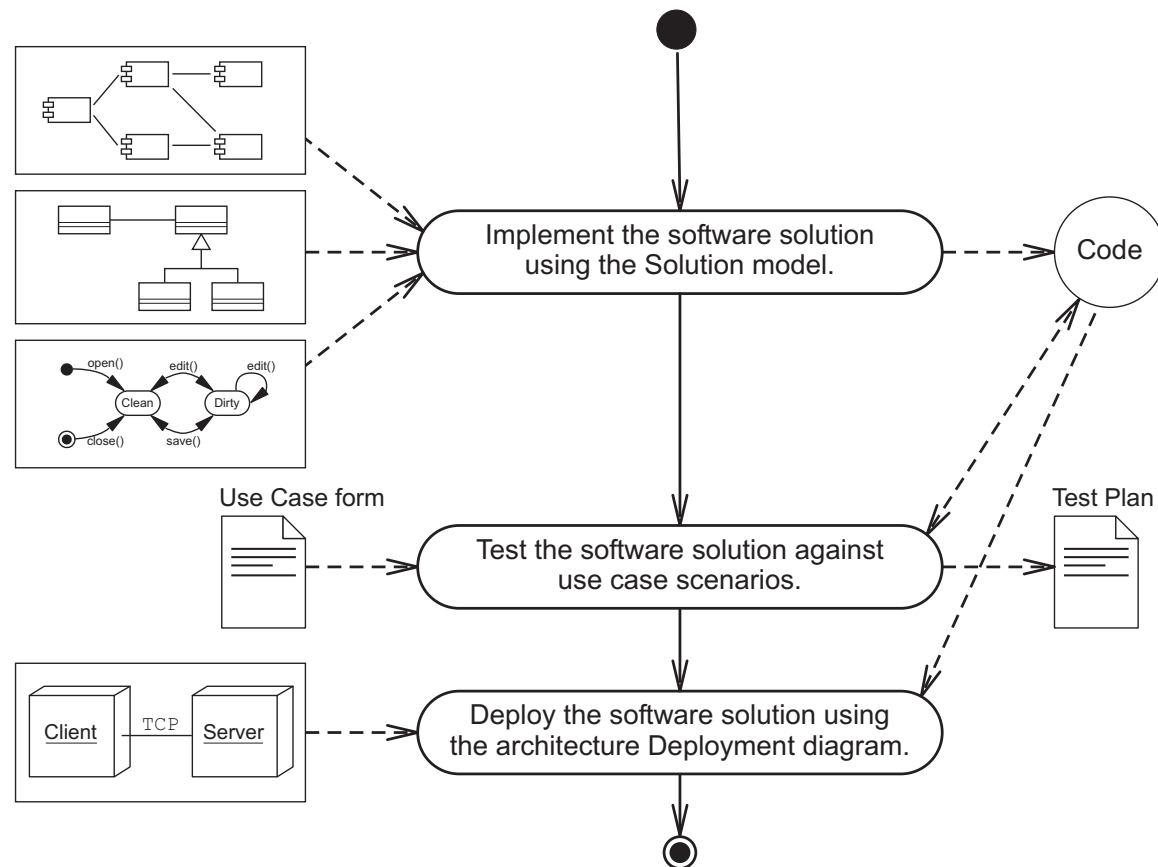 Implement the software solution
using the Solution model.
Code
open()
edit()
edit()
Clean
Dirty
close()
save()
Use Case form
Test Plan
Test the software solution against
use case scenarios.
Client
TCP
Server
Deploy the software solution using
the architecture Deployment diagram.